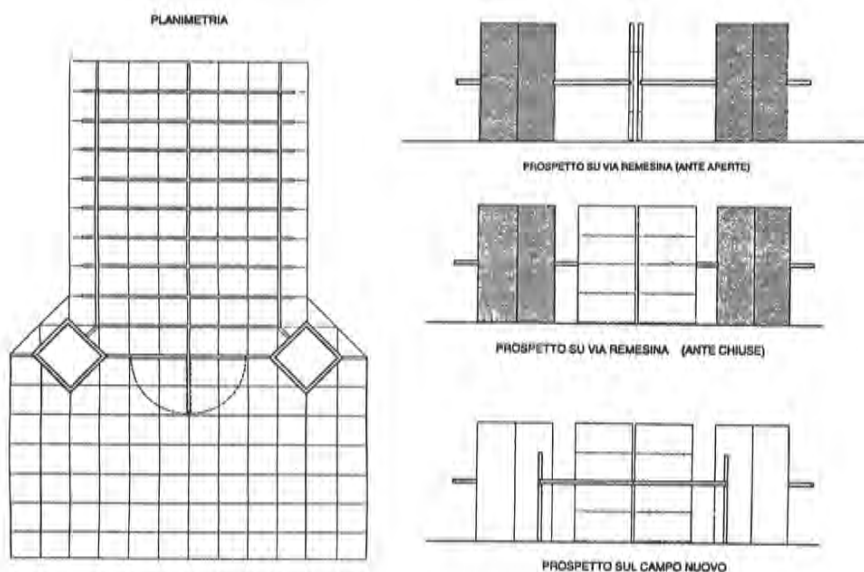 PLANIMETRIA
PROSPETTO SU VIA REMESINA (ANTE APERTE)
PROSPETTO SU VIA REMESINA (ANTE CHIUSE)
PROSPETTO SUL CAMPO NUOVO